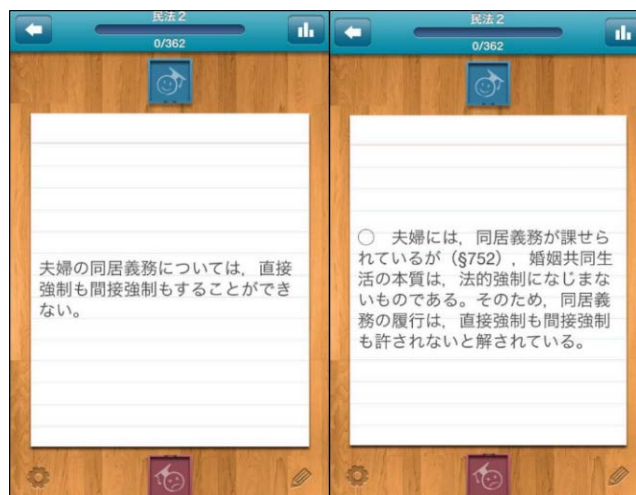 民法2
0/362
夫婦の同居義務については，直接
強制も間接強制もすることができ
ない。
0/362
○　夫婦には，同居義務が課せら
れているが（§752），婚姻共同生
活の本質は，法的強制になじまな
いものである。そのため，同居義
務の履行は，直接強制も間接強制
も許されないと解されている。